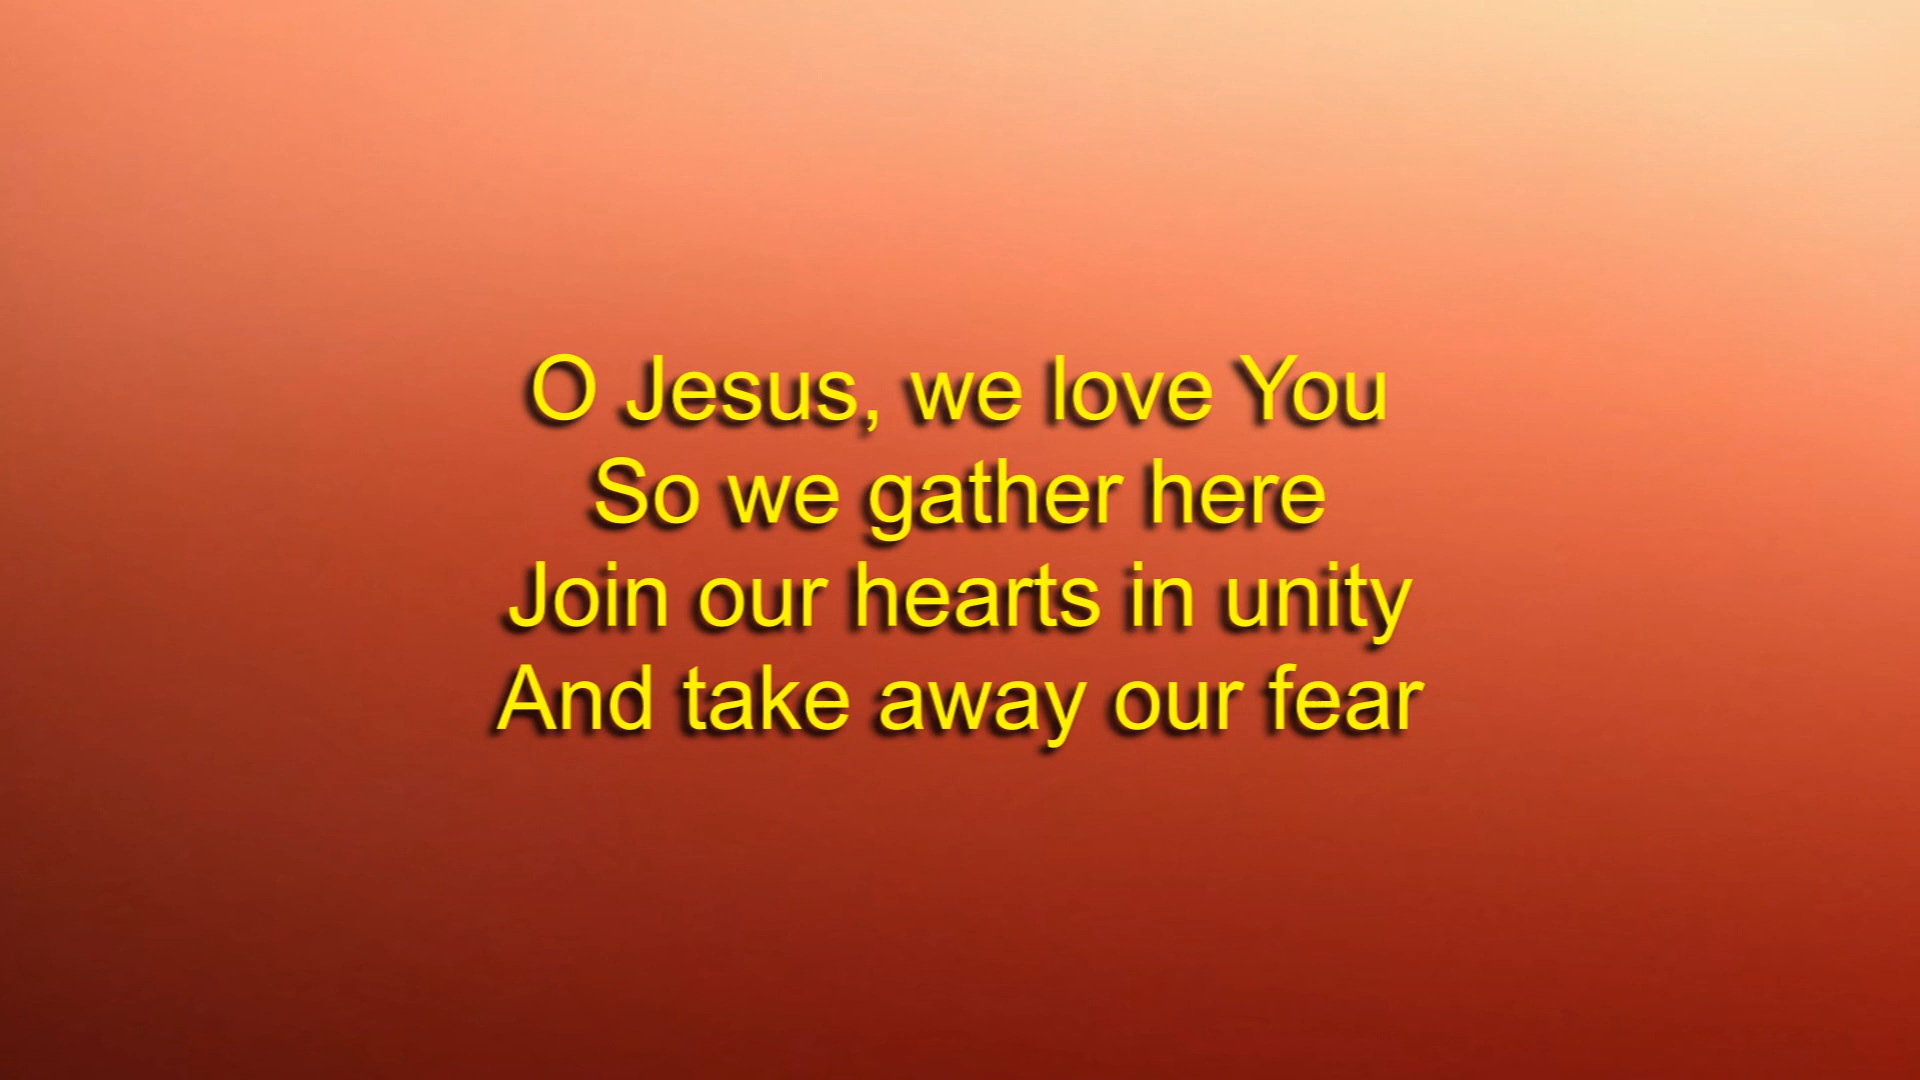 O Jesus, we love You
So we gather here
Join our hearts in unity
And take away our fear